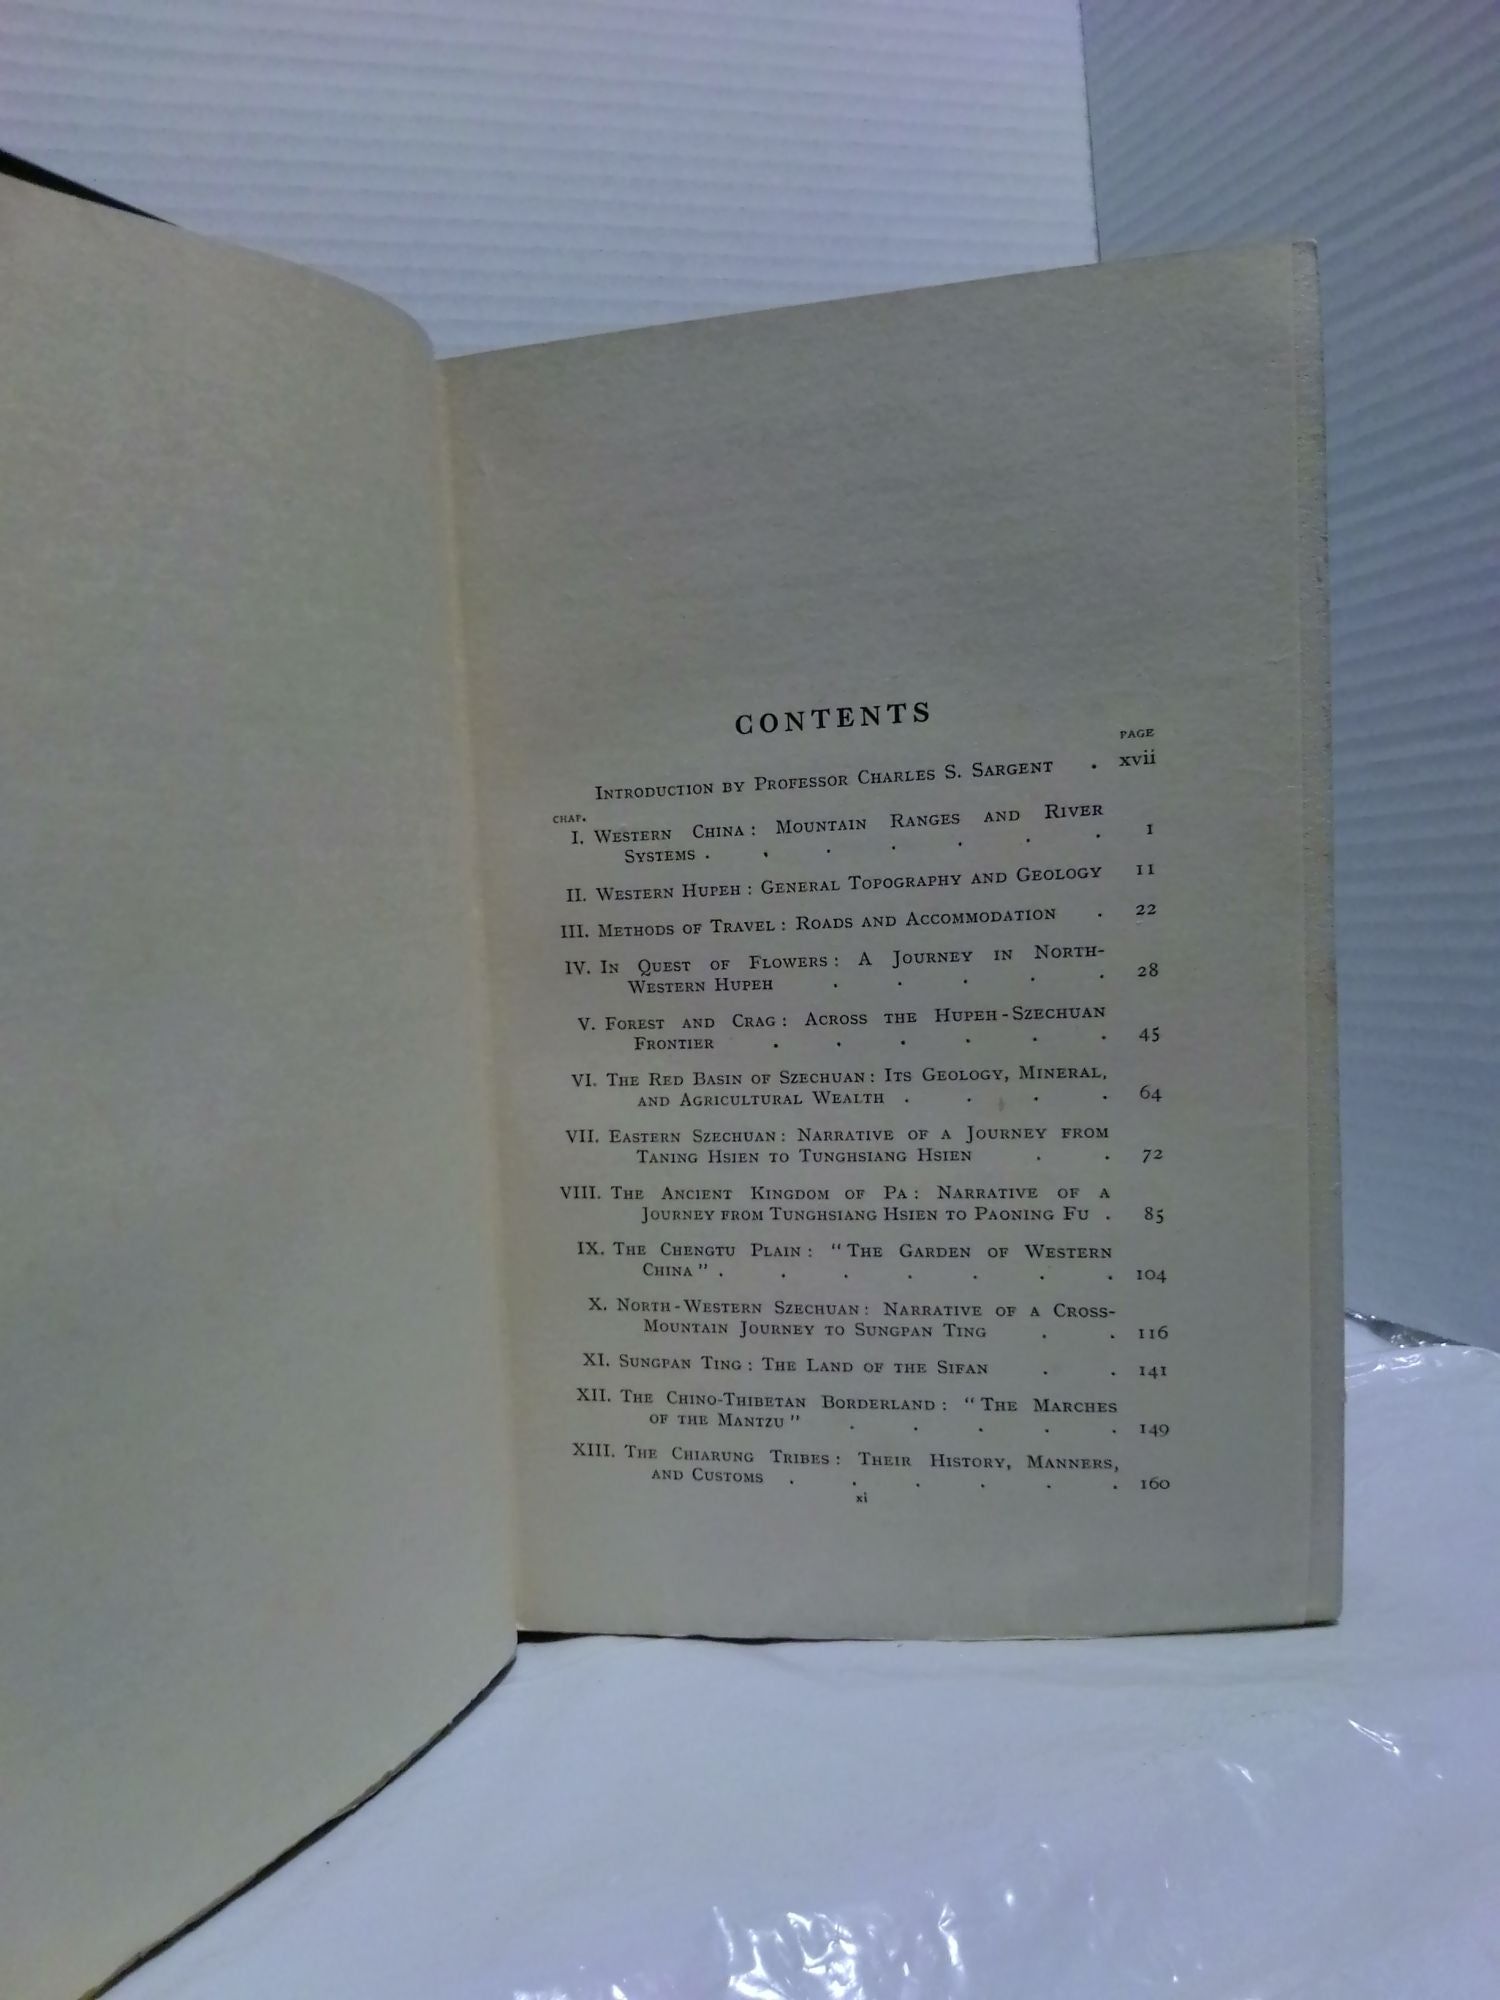 CONTENTS
PAGE
INTRODUCTION BY PROFESSOR CHARLES S. SARGENT . xvii
CHAP.
I. WESTERN CHINA: MOUNTAIN RANGES AND RIVER
SYSTEMS . . . . . . . 1
II. WESTERN HUPEH: GENERAL TOPOGRAPHY AND GEOLOGY 11
III. METHODS OF TRAVEL: ROADS AND ACCOMMODATION . 22
IV. IN QUEST OF FLOWERS: A JOURNEY IN NORTH-
WESTERN HUPEH . . . . . 28
V. FOREST AND CRAG: ACROSS THE HUPEH-SZECHUAN
FRONTIER . . . . . . 45
VI. THE RED BASIN OF SZECHUAN: ITS GEOLOGY, MINERAL,
AND AGRICULTURAL WEALTH . . . . 64
VII. EASTERN SZECHUAN: NARRATIVE OF A JOURNEY FROM
TANING HSIEN TO TUNGHSIANG HSIEN . . 72
VIII. THE ANCIENT KINGDOM OF PA: NARRATIVE OF A
JOURNEY FROM TUNGHSIANG HSIEN TO PAONING FU . 85
IX. THE CHENGTU PLAIN: "THE GARDEN OF WESTERN
CHINA" . . . . . . . 104
X. NORTH-WESTERN SZECHUAN: NARRATIVE OF A CROSS-
MOUNTAIN JOURNEY TO SUNGPAN TING . . 116
XI. SUNGPAN TING: THE LAND OF THE SIFAN . . 141
XII. THE CHINO-THIBETAN BORDERLAND: "THE MARCHES
OF THE MANTZU" . . . . . 149
XIII. THE CHIARUNG TRIBES: THEIR HISTORY, MANNERS,
AND CUSTOMS . . . . . . 160
xi